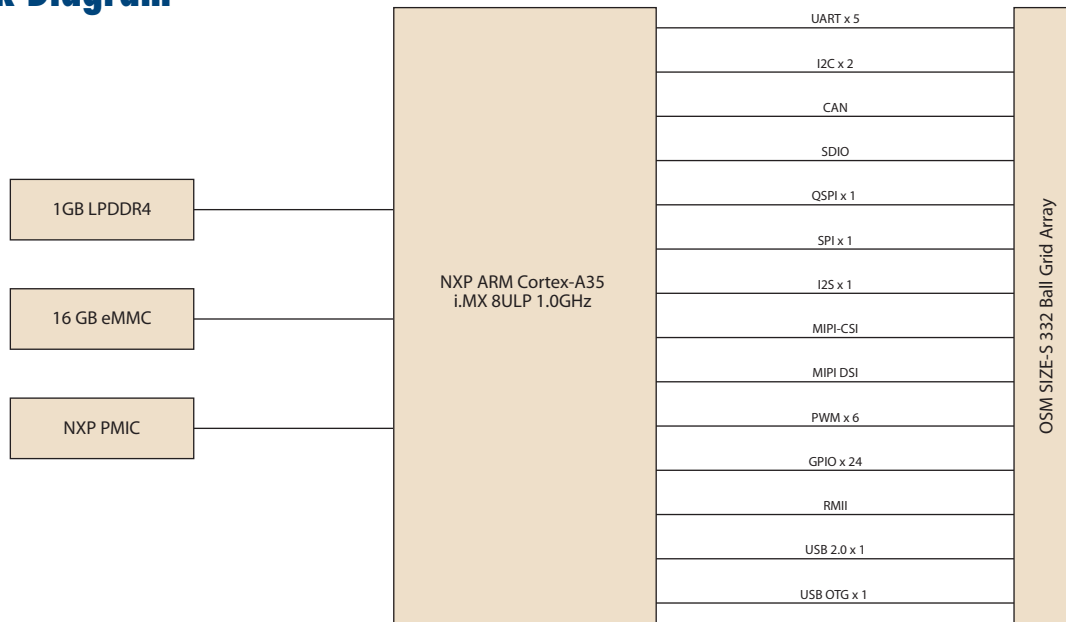 Diagram
1GB LPDDR4
16 GB eMMC
NXP PMIC
NXP ARM Cortex-A35
i.MX 8ULP 1.0GHz
UART x 5
I2C x 2
CAN
SDIO
QSPI x 1
SPI x 1
I2S x 1
MIPI-CSI
MIPI DSI
PWM x 6
GPIO x 24
RMII
USB 2.0 x 1
USB OTG x 1
OSM SIZE-S 332 Ball Grid Array